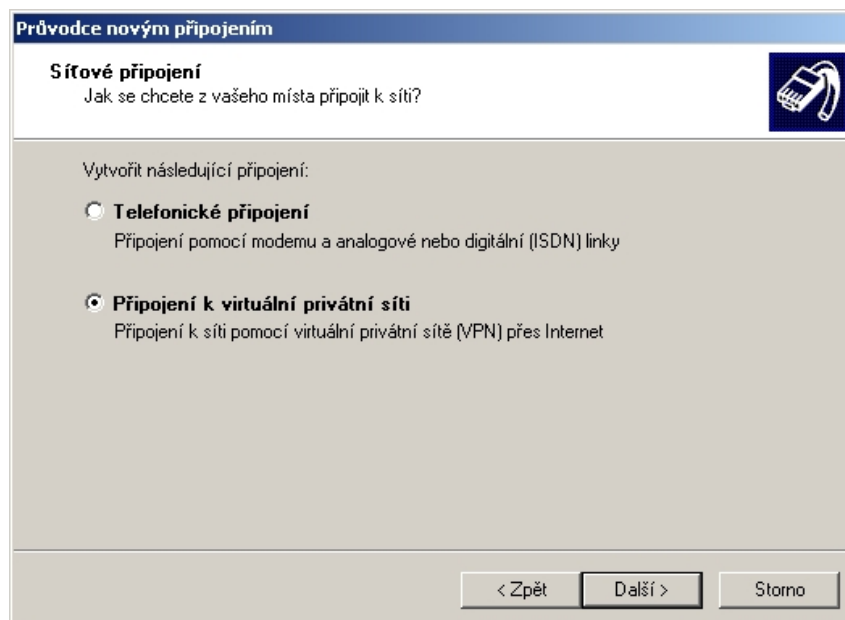 Průvodce novým připojením
Síťové připojení
Jak se chcete z vašeho místa připojit k síti?
Vytvořit následující připojení:
Telefonické připojení
Připojení pomocí modemu a analogové nebo digitální (ISDN) linky
Připojení k virtuální privátní síti
Připojení k síti pomocí virtuální privátní sítě (VPN) přes Internet
< Zpět
Další >
Storno